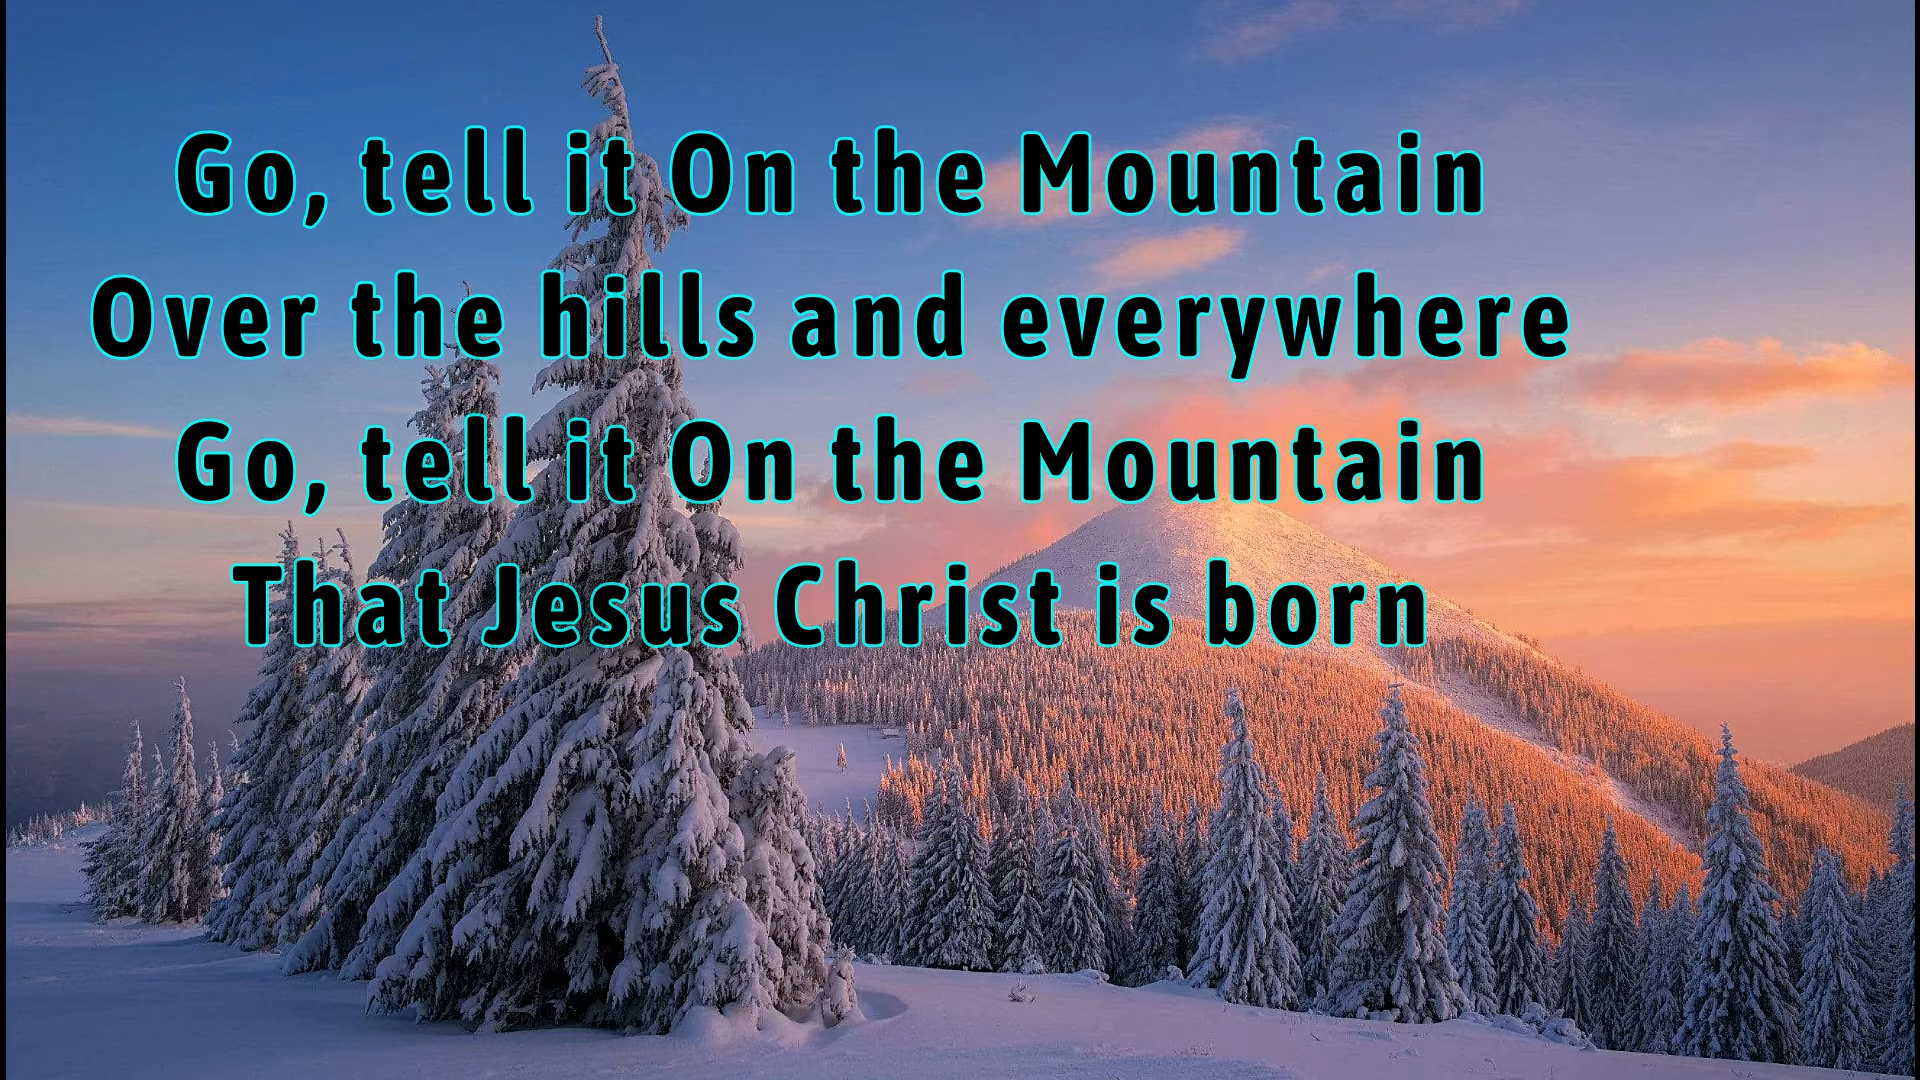 Go, tell it On the Mountain
Over the hills and everywhere
Go, tell it On the Mountain
That Jesus Christ is born